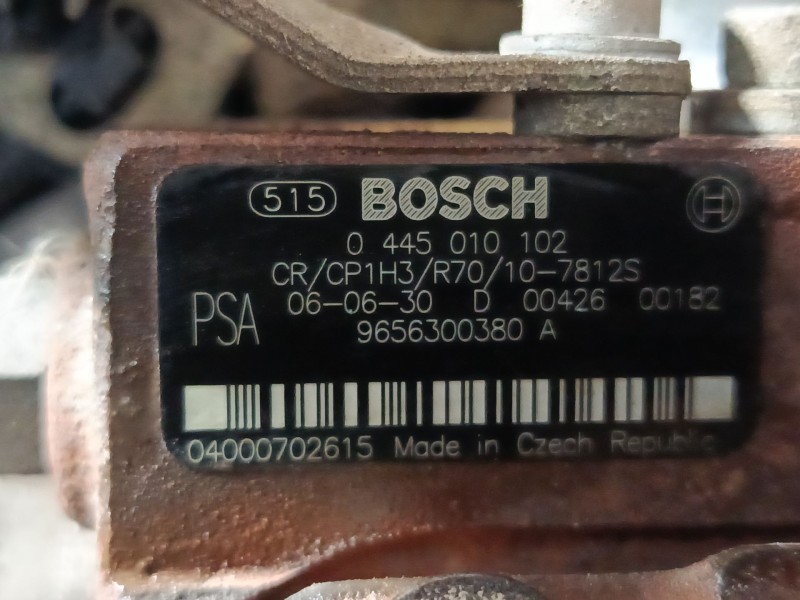 515 BOSCH H
0 445 010 102
CR/CP1H3/R70/10-7812S
06-06-30 D 00426 00182
PSA 9656300380 A
04000702615 Made in Czech Republic